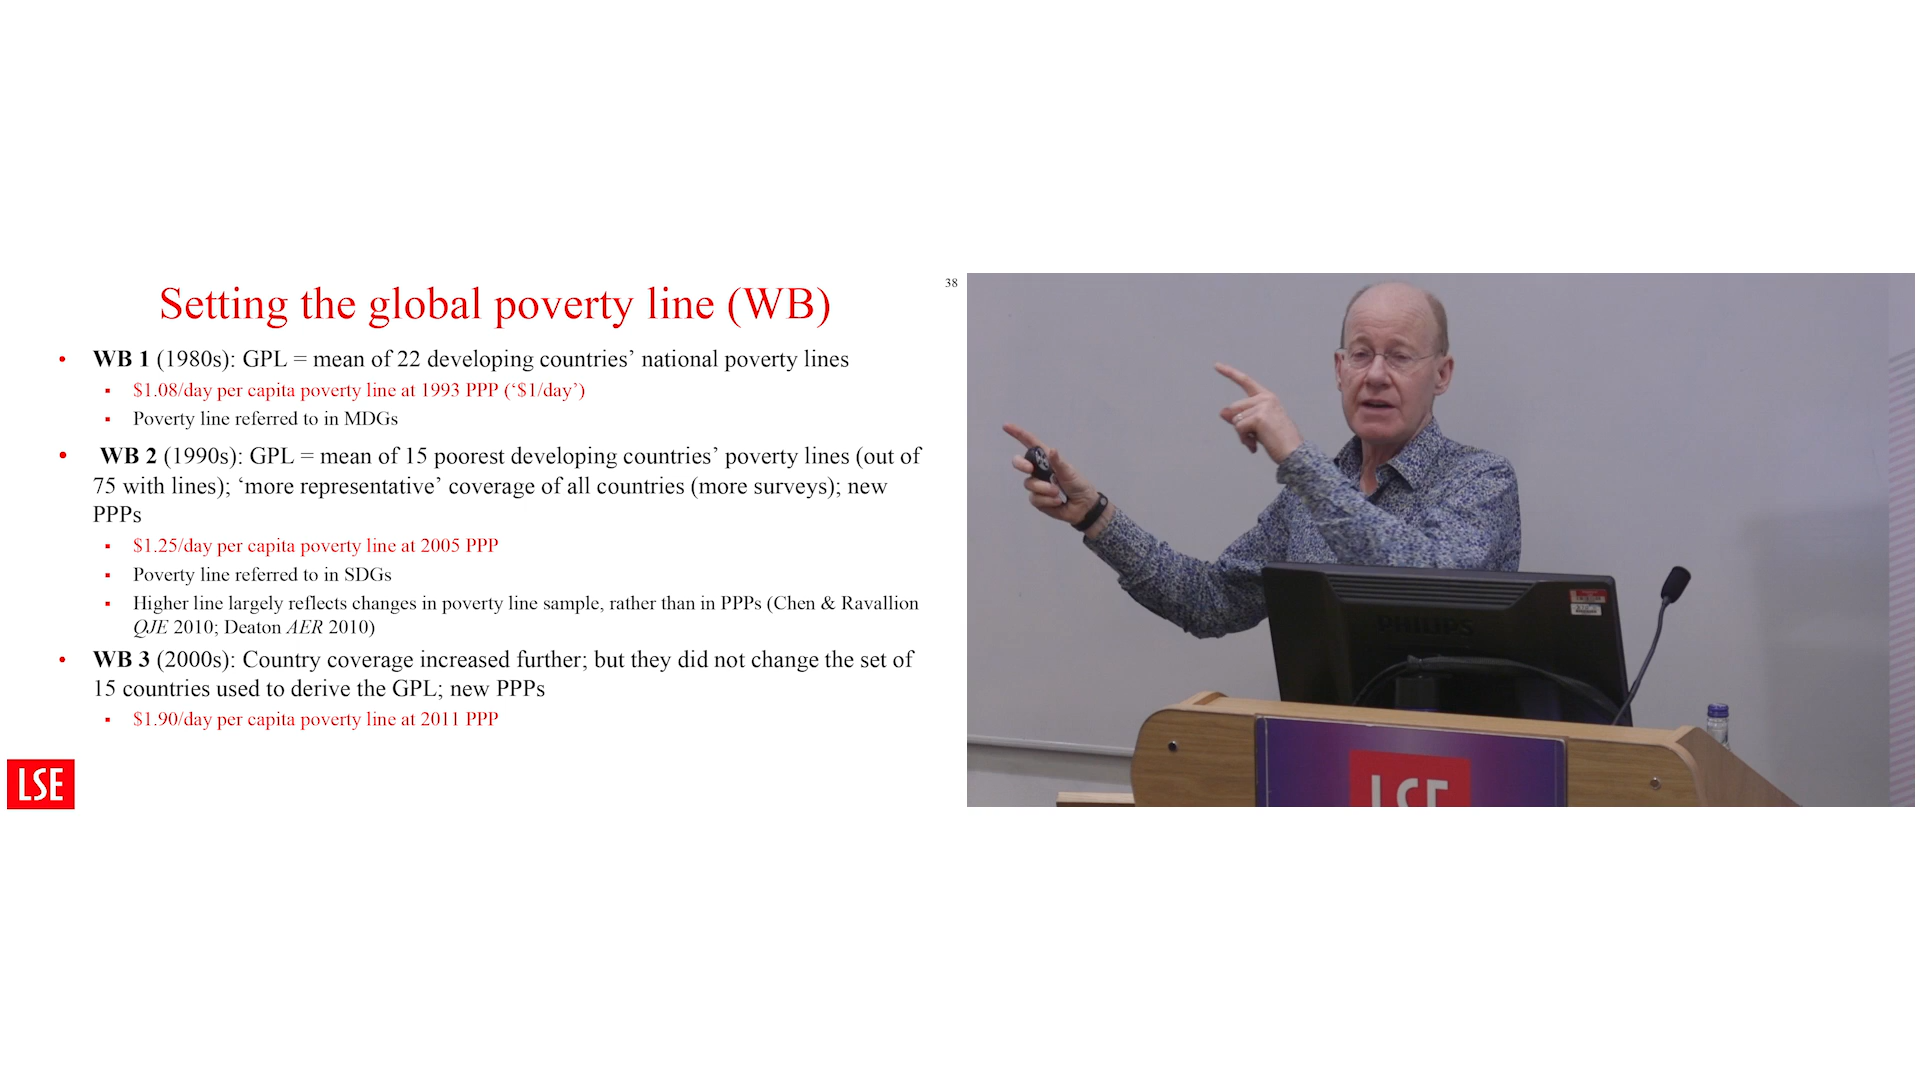 38
Setting the global poverty line (WB)
• WB 1 (1980s): GPL = mean of 22 developing countries’ national poverty lines
▪ $1.08/day per capita poverty line at 1993 PPP (‘$1/day’)
▪ Poverty line referred to in MDGs
• WB 2 (1990s): GPL = mean of 15 poorest developing countries’ poverty lines (out of
75 with lines); ‘more representative’ coverage of all countries (more surveys); new
PPPs
▪ $1.25/day per capita poverty line at 2005 PPP
▪ Poverty line referred to in SDGs
▪ Higher line largely reflects changes in poverty line sample, rather than in PPPs (Chen & Ravallion
QJE 2010; Deaton AER 2010)
• WB 3 (2000s): Country coverage increased further; but they did not change the set of
15 countries used to derive the GPL; new PPPs
▪ $1.90/day per capita poverty line at 2011 PPP
LSE
PHILIPS
LSE